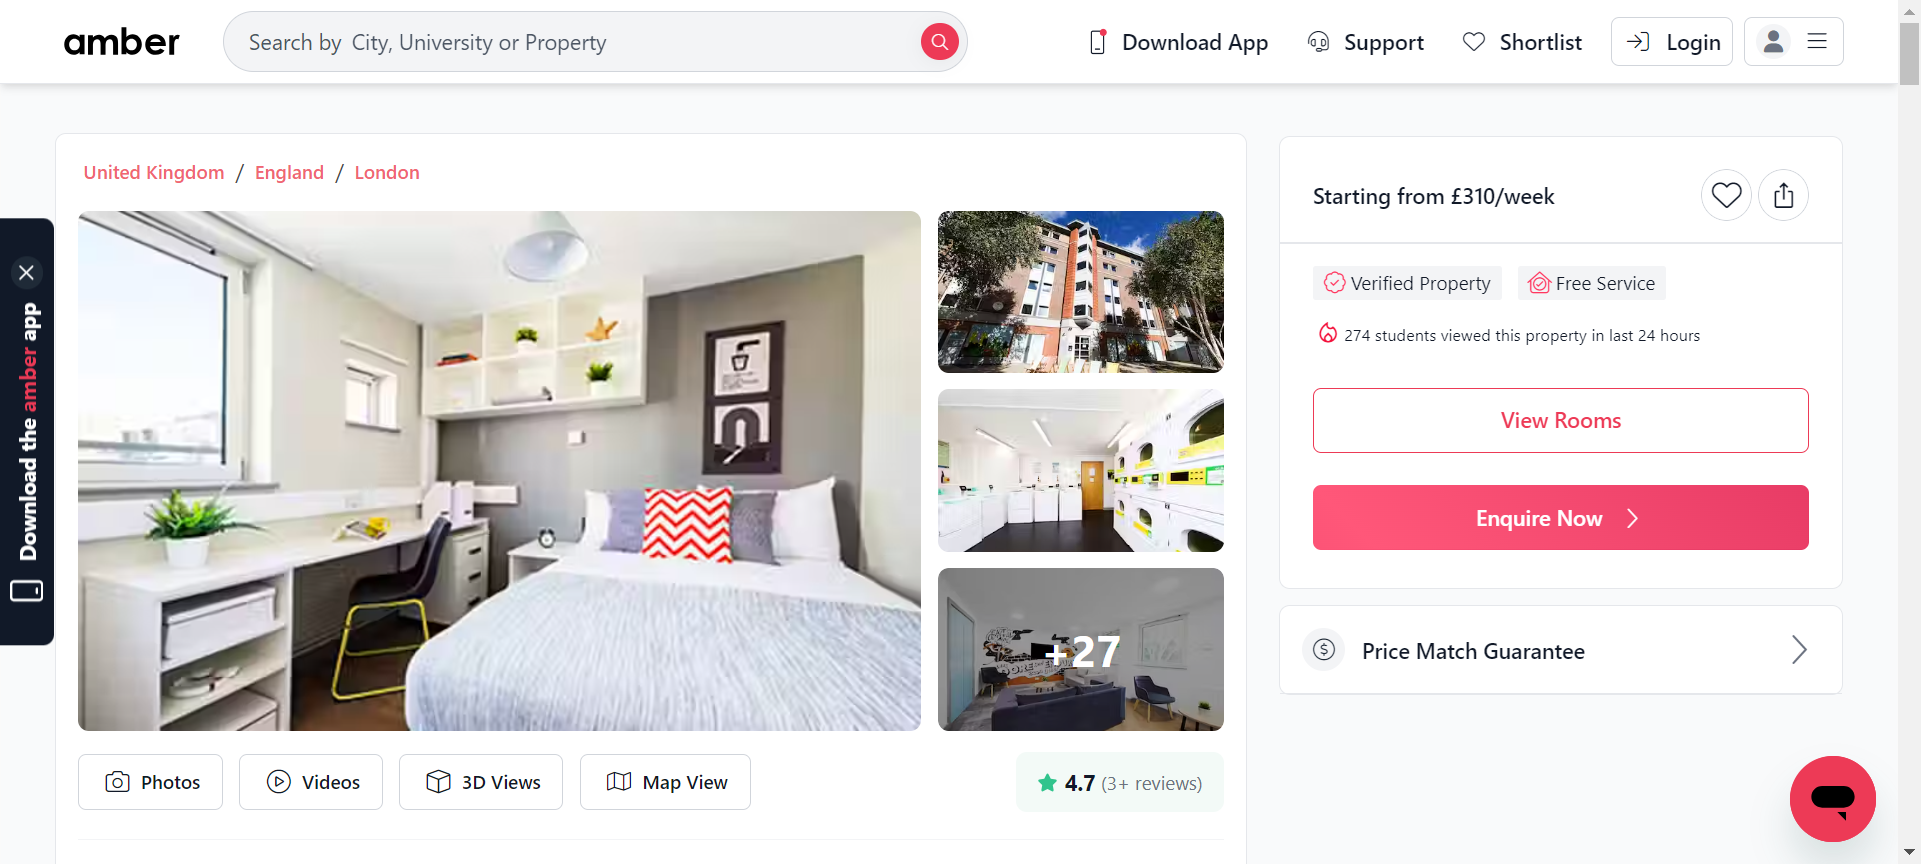 amber
Search by City, University or Property
Download App
Support
Shortlist
Login
United Kingdom / England / London
Starting from £310/week
Verified Property
Free Service
274 students viewed this property in last 24 hours
View Rooms
Enquire Now
Price Match Guarantee
Download the amber app
+27
Photos
Videos
3D Views
Map View
4.7 (3+ reviews)